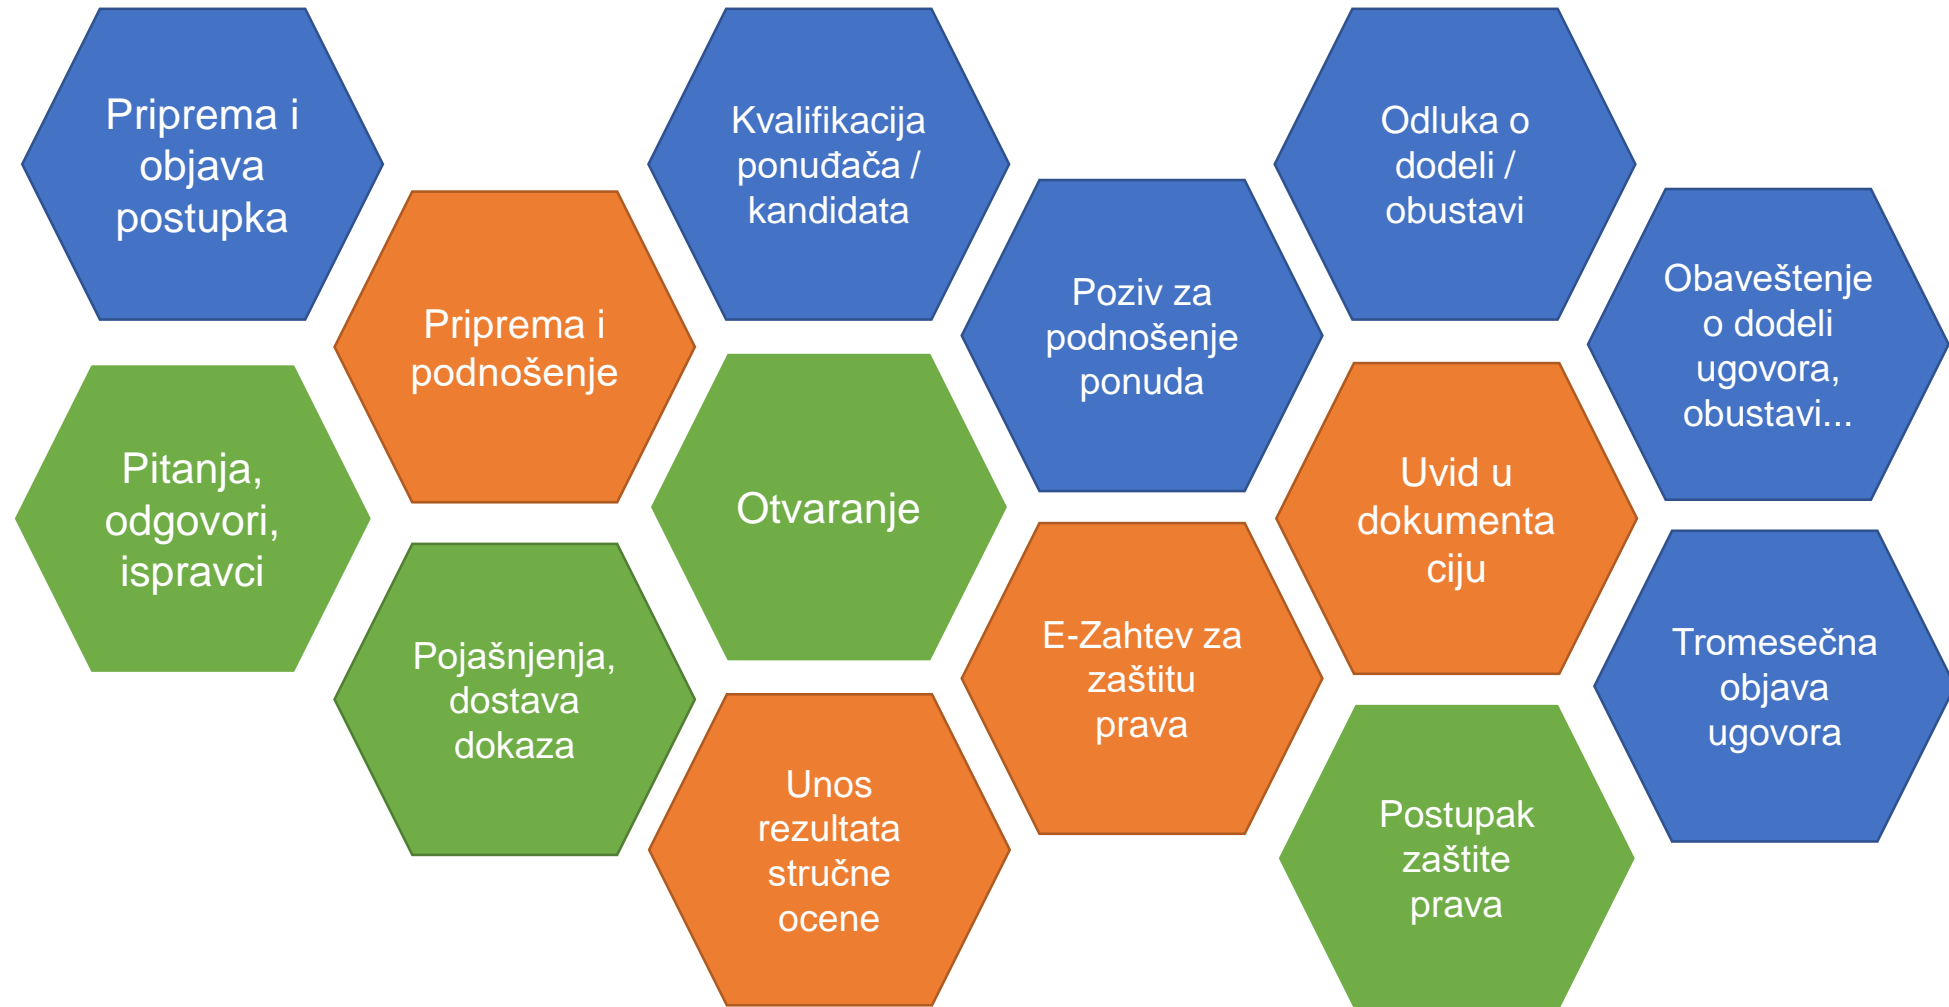 Priprema i
objava
postupka
Pitanja,
odgovori,
ispravci
Priprema i
podnošenje
Pojašnjenja,
dostava
dokaza
Kvalifikacija
ponuđača /
kandidata
Otvaranje
Unos
rezultata
stručne
ocene
Poziv za
podnošenje
ponuda
E-Zahtev za
zaštitu
prava
Odluka o
dodeli /
obustavi
Uvid u
dokumenta
ciju
Postupak
zaštite
prava
Obaveštenje
o dodeli
ugovora,
obustavi...
Tromesečna
objava
ugovora